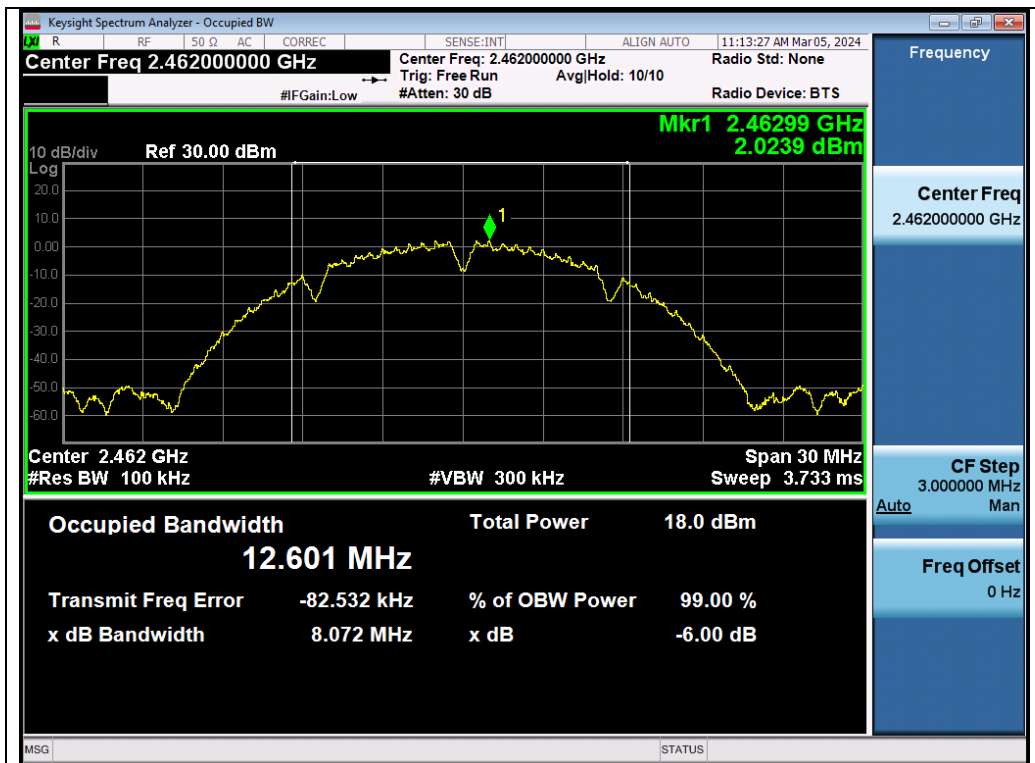 Keysight Spectrum Analyzer - Occupied BW
LXI R RF 50 Ω AC CORREC SENSE:INT ALIGN AUTO 11:13:27 AM Mar 05, 2024
Center Freq 2.462000000 GHz
Center Freq: 2.462000000 GHz
Radio Std: None
Trig: Free Run Avg|Hold: 10/10
#IFGain:Low
#Atten: 30 dB
Radio Device: BTS
Frequency
Mkr1 2.46299 GHz
2.0239 dBm
10 dB/div Ref 30.00 dBm
Log
20.0
10.0
0.00
-10.0
-20.0
-30.0
-40.0
-50.0
-60.0
1
Center 2.462 GHz
Span 30 MHz
#Res BW 100 kHz
#VBW 300 kHz
Sweep 3.733 ms
Center Freq
2.462000000 GHz
CF Step
3.000000 MHz
Auto Man
Freq Offset
0 Hz
Occupied Bandwidth
12.601 MHz
Total Power 18.0 dBm
Transmit Freq Error -82.532 kHz
% of OBW Power 99.00 %
x dB Bandwidth 8.072 MHz
x dB -6.00 dB
MSG
STATUS